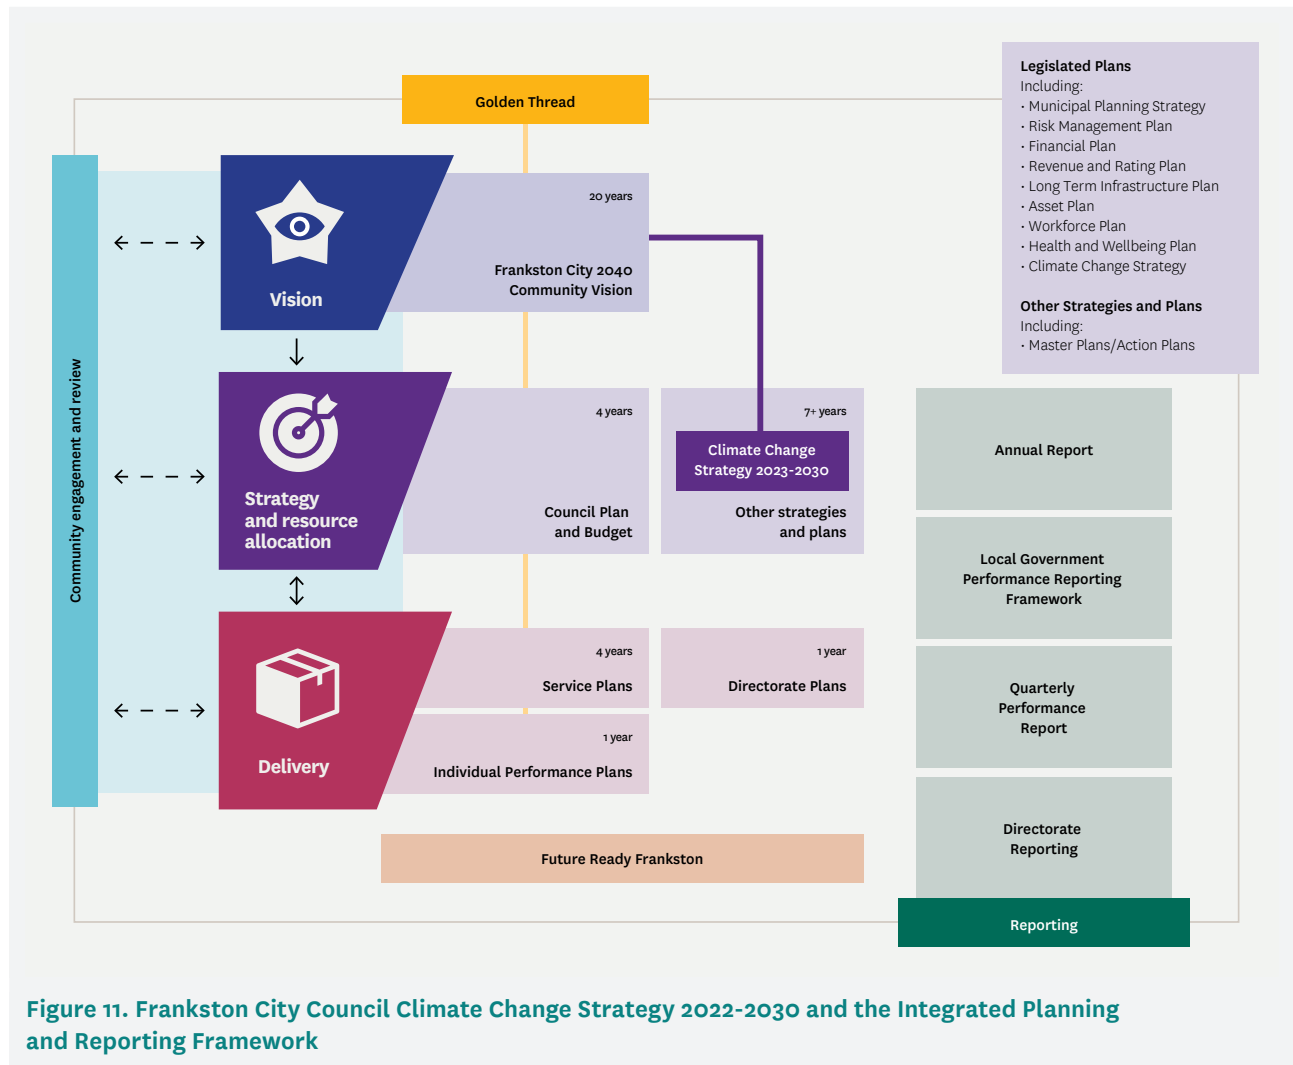 Golden Thread
Legislated Plans
Including:
• Municipal Planning Strategy
• Risk Management Plan
• Financial Plan
• Revenue and Rating Plan
• Long Term Infrastructure Plan
• Asset Plan
• Workforce Plan
• Health and Wellbeing Plan
• Climate Change Strategy
Other Strategies and Plans
Including:
• Master Plans/Action Plans
Community engagement and review
Vision
20 years
Frankston City 2040
Community Vision
Strategy
and resource
allocation
4 years
Council Plan
and Budget
7+ years
Climate Change
Strategy 2023-2030
Other strategies
and plans
Delivery
4 years
Service Plans
1 year
Directorate Plans
1 year
Individual Performance Plans
Future Ready Frankston
Annual Report
Local Government
Performance Reporting
Framework
Quarterly
Performance
Report
Directorate
Reporting
Reporting
Figure 11. Frankston City Council Climate Change Strategy 2022-2030 and the Integrated Planning
and Reporting Framework